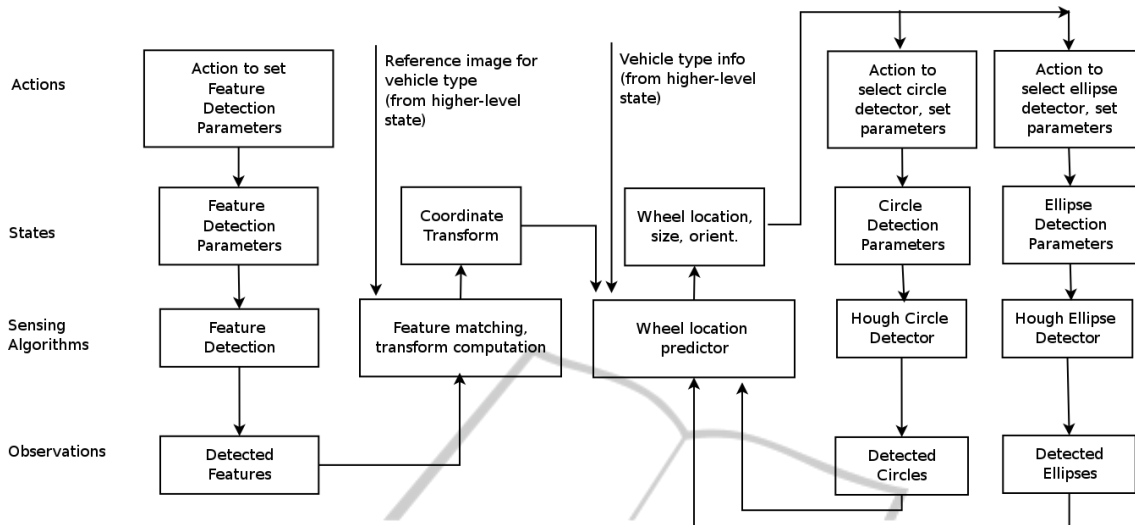 Actions
Action to set
Feature
Detection
Parameters
Reference image for
vehicle type
(from higher-level
state)
Vehicle type info
(from higher-level
state)
Action to
select circle
detector, set
parameters
Action to
select ellipse
detector, set
parameters
States
Feature
Detection
Parameters
Coordinate
Transform
Wheel location,
size, orient.
Circle
Detection
Parameters
Ellipse
Detection
Parameters
Sensing
Algorithms
Feature
Detection
Feature matching,
transform computation
Wheel location
predictor
Hough Circle
Detector
Hough Ellipse
Detector
Observations
Detected
Features
Detected
Circles
Detected
Ellipses